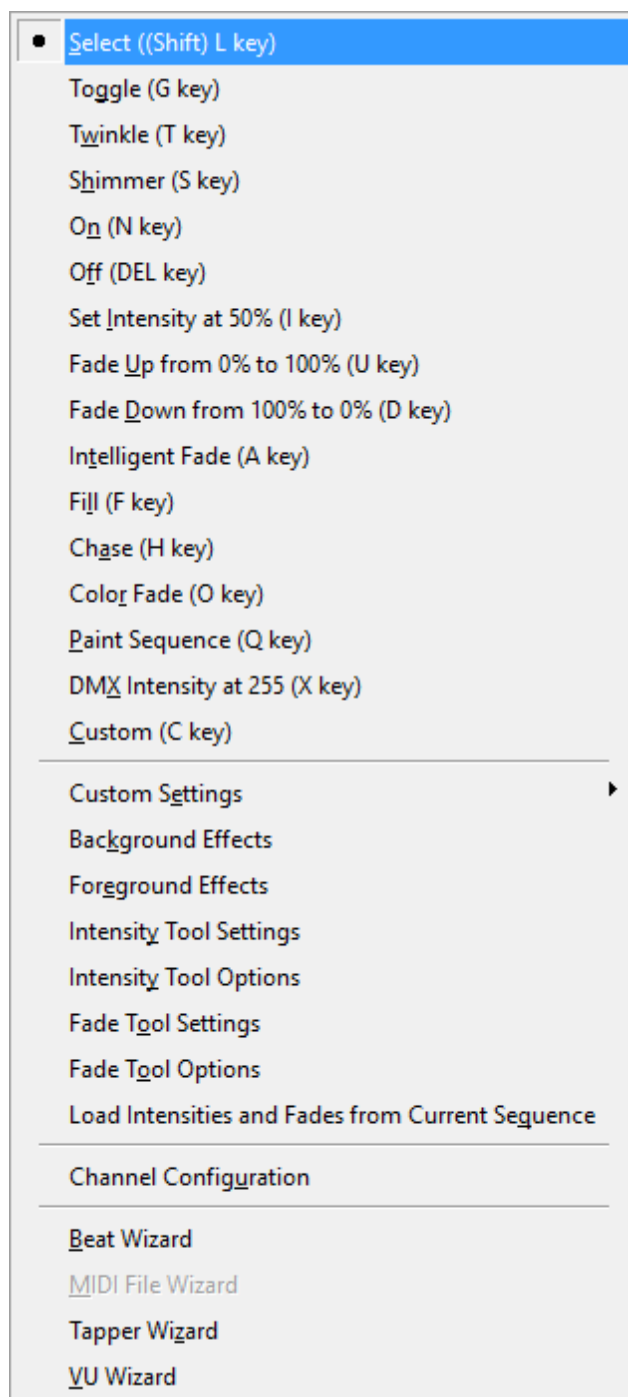 Select ((Shift) L key)
Toggle (G key)
Twinkle (T key)
Shimmer (S key)
On (N key)
Off (DEL key)
Set Intensity at 50% (I key)
Fade Up from 0% to 100% (U key)
Fade Down from 100% to 0% (D key)
Intelligent Fade (A key)
Fill (F key)
Chase (H key)
Color Fade (O key)
Paint Sequence (Q key)
DMX Intensity at 255 (X key)
Custom (C key)
Custom Settings
Background Effects
Foreground Effects
Intensity Tool Settings
Intensity Tool Options
Fade Tool Settings
Fade Tool Options
Load Intensities and Fades from Current Sequence
Channel Configuration
Beat Wizard
MIDI File Wizard
Tapper Wizard
VU Wizard